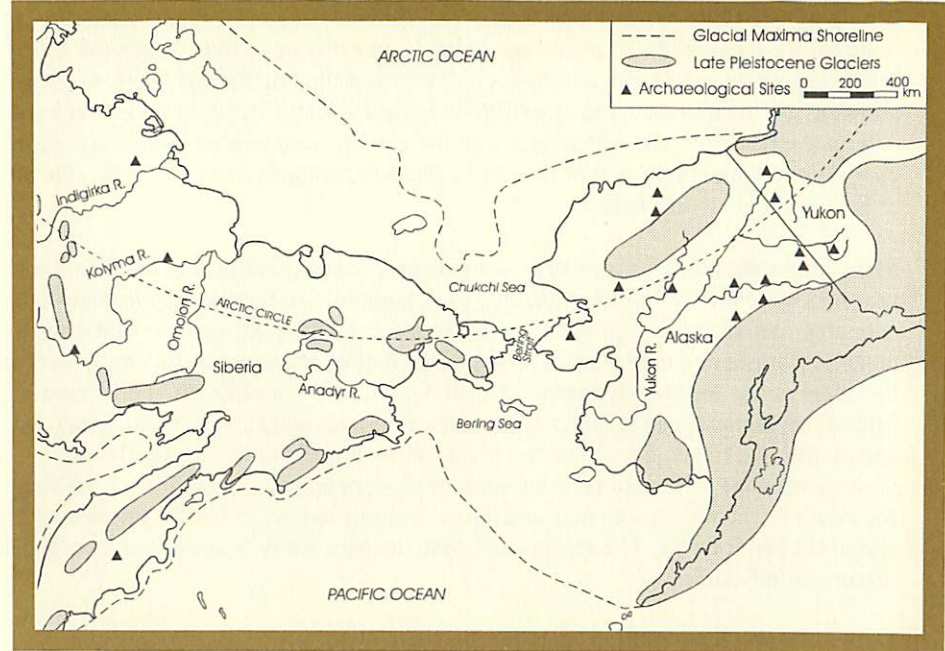 ARCTIC OCEAN
Glacial Maxima Shoreline
Late Pleistocene Glaciers
Archaeological Sites
0 200 400
km
Indigirka R.
Kolyma R.
Omolon R.
ARCTIC CIRCLE
Siberia
Anadyr R.
Chukchi Sea
Bering
Strait
Bering Sea
Yukon R.
Alaska
Yukon
PACIFIC OCEAN